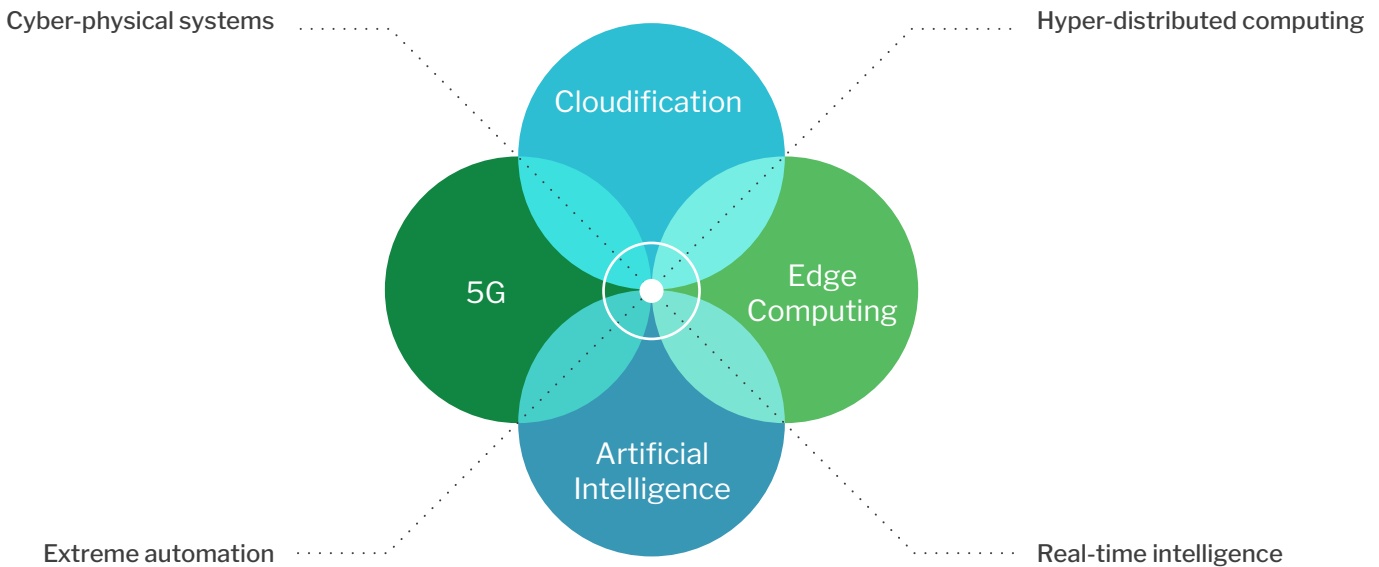 Cyber-physical systems
Hyper-distributed computing
Cloudification
5G
Edge
Computing
Artificial
Intelligence
Extreme automation
Real-time intelligence